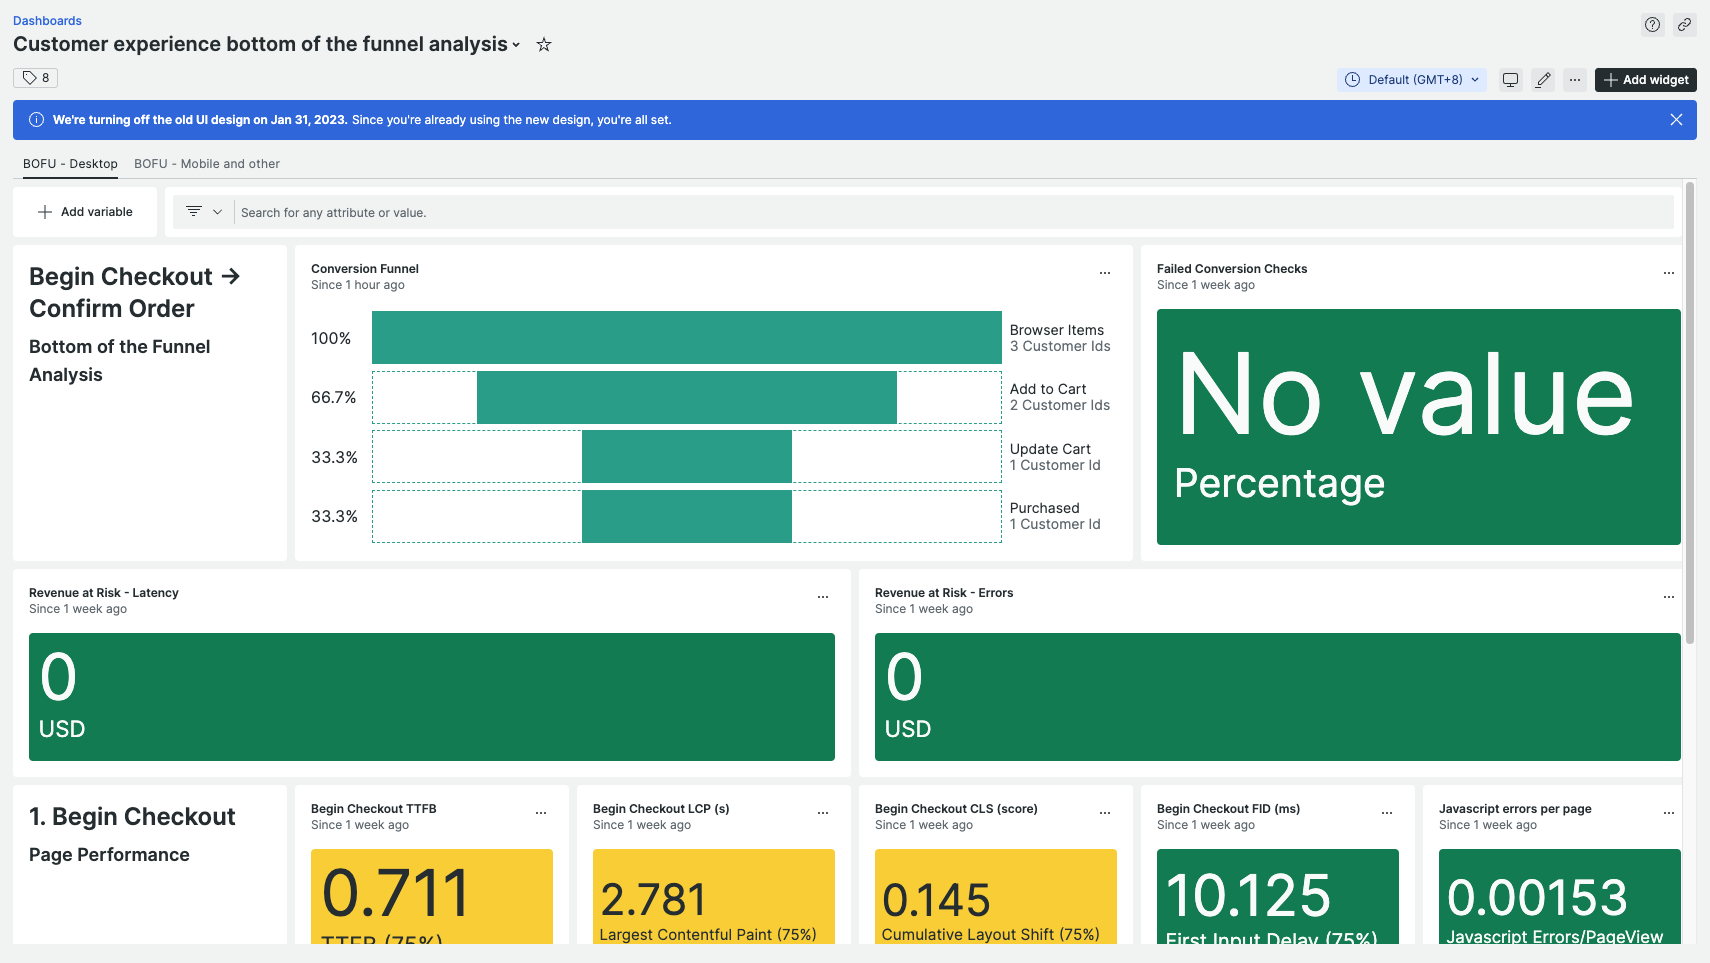 Dashboards
Customer experience bottom of the funnel analysis
8
Default (GMT+8)
Add widget
We're turning off the old UI design on Jan 31, 2023. Since you're already using the new design, you're all set.
BOFU - Desktop
BOFU - Mobile and other
Add variable
Search for any attribute or value.
Begin Checkout →
Confirm Order
Bottom of the Funnel
Analysis
Conversion Funnel
Since 1 hour ago
100%
Browser Items
3 Customer Ids
66.7%
Add to Cart
2 Customer Ids
33.3%
Update Cart
1 Customer Id
33.3%
Purchased
1 Customer Id
Failed Conversion Checks
Since 1 week ago
No value
Percentage
Revenue at Risk - Latency
Since 1 week ago
0
USD
Revenue at Risk - Errors
Since 1 week ago
0
USD
1. Begin Checkout
Page Performance
Begin Checkout TTFB
Since 1 week ago
0.711
TTFB (75%)
Begin Checkout LCP (s)
Since 1 week ago
2.781
Largest Contentful Paint (75%)
Begin Checkout CLS (score)
Since 1 week ago
0.145
Cumulative Layout Shift (75%)
Begin Checkout FID (ms)
Since 1 week ago
10.125
First Input Delay (75%)
Javascript errors per page
Since 1 week ago
0.00153
Javascript Errors/PageView